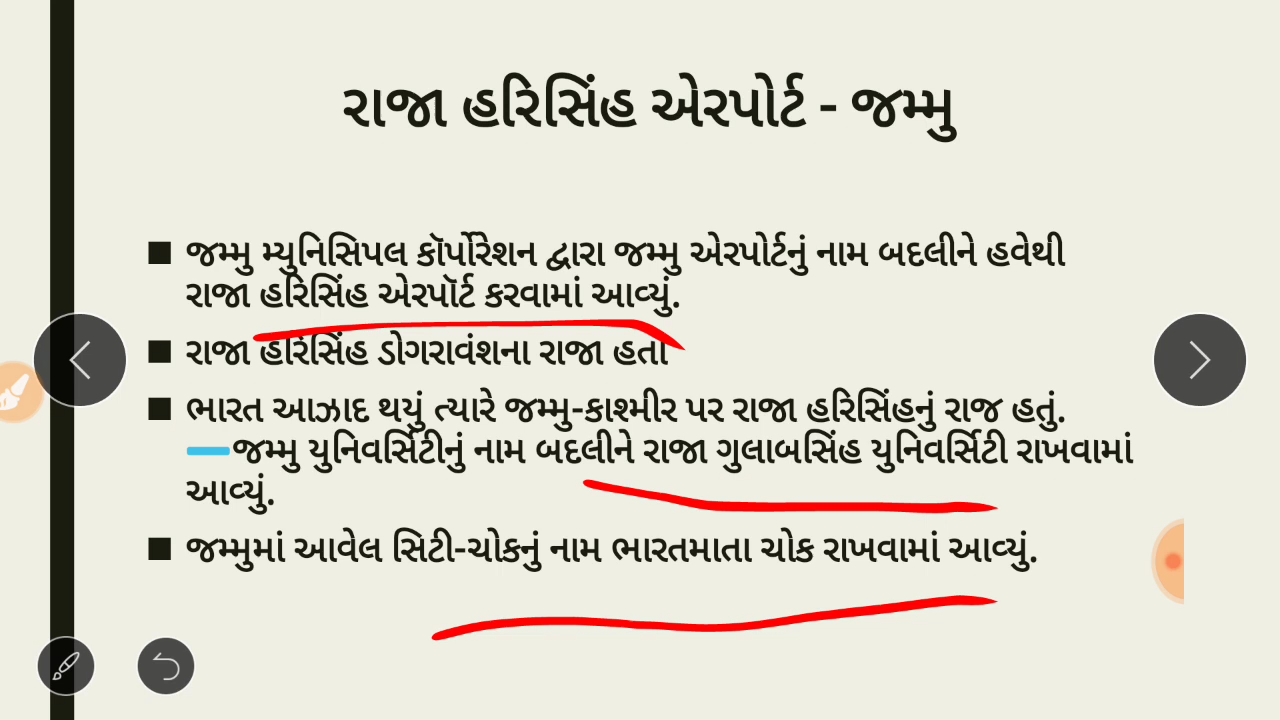 રાજા હરિસિંહ એરપોર્ટ - જમ્મુ
જમ્મુ મ્યુનિસિપલ કૉર્પોરેશન દ્વારા જમ્મુ એરપોર્ટનું નામ બદલીને હવેથી
રાજા હરિસિંહ એરપૉર્ટ કરવામાં આવ્યું.
રાજા હરિસિંહ ડોગરાવંશના રાજા હતા
ભારત આઝાદ થયું ત્યારે જમ્મુ-કાશ્મીર પર રાજા હરિસિંહનું રાજ હતું.
જમ્મુ યુનિવર્સિટીનું નામ બદલીને રાજા ગુલાબસિંહ યુનિવર્સિટી રાખવામાં
આવ્યું.
જમ્મુમાં આવેલ સિટી-ચોકનું નામ ભારતમાતા ચોક રાખવામાં આવ્યું.